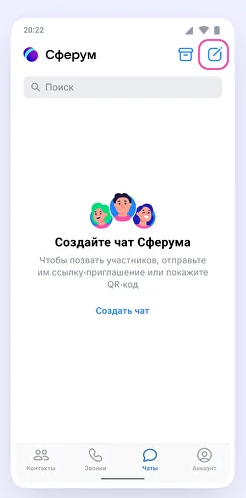 20:22
Сферум
Поиск
Создайте чат Сферума
Чтобы позвать участников, отправьте
им ссылку-приглашение или покажите
QR-код
Создать чат
Контакты Звонки Чаты Аккаунт